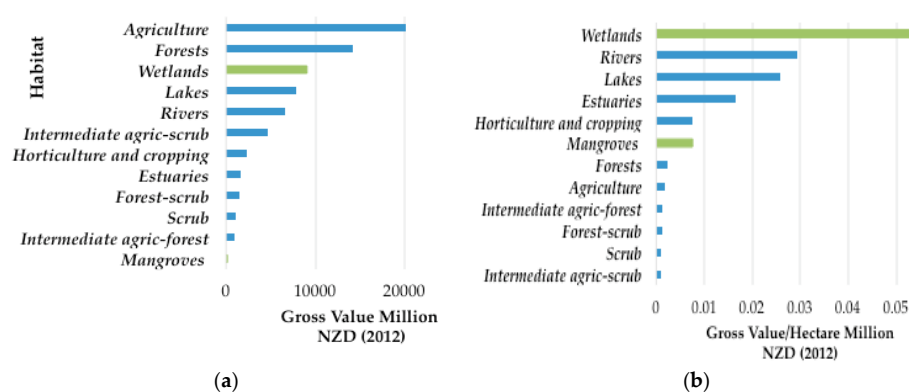 Habitat
Agriculture
Forests
Wetlands
Lakes
Rivers
Intermediate agric-scrub
Horticulture and cropping
Estuaries
Forest-scrub
Scrub
Intermediate agric-forest
Mangroves
0 10000 20000
Gross Value Million
NZD (2012)
(a)
Wetlands
Rivers
Lakes
Estuaries
Horticulture and cropping
Mangroves
Forests
Agriculture
Intermediate agric-forest
Forest-scrub
Scrub
Intermediate agric-scrub
0 0.01 0.02 0.03 0.04 0.05
Gross Value/Hectare Million
NZD (2012)
(b)